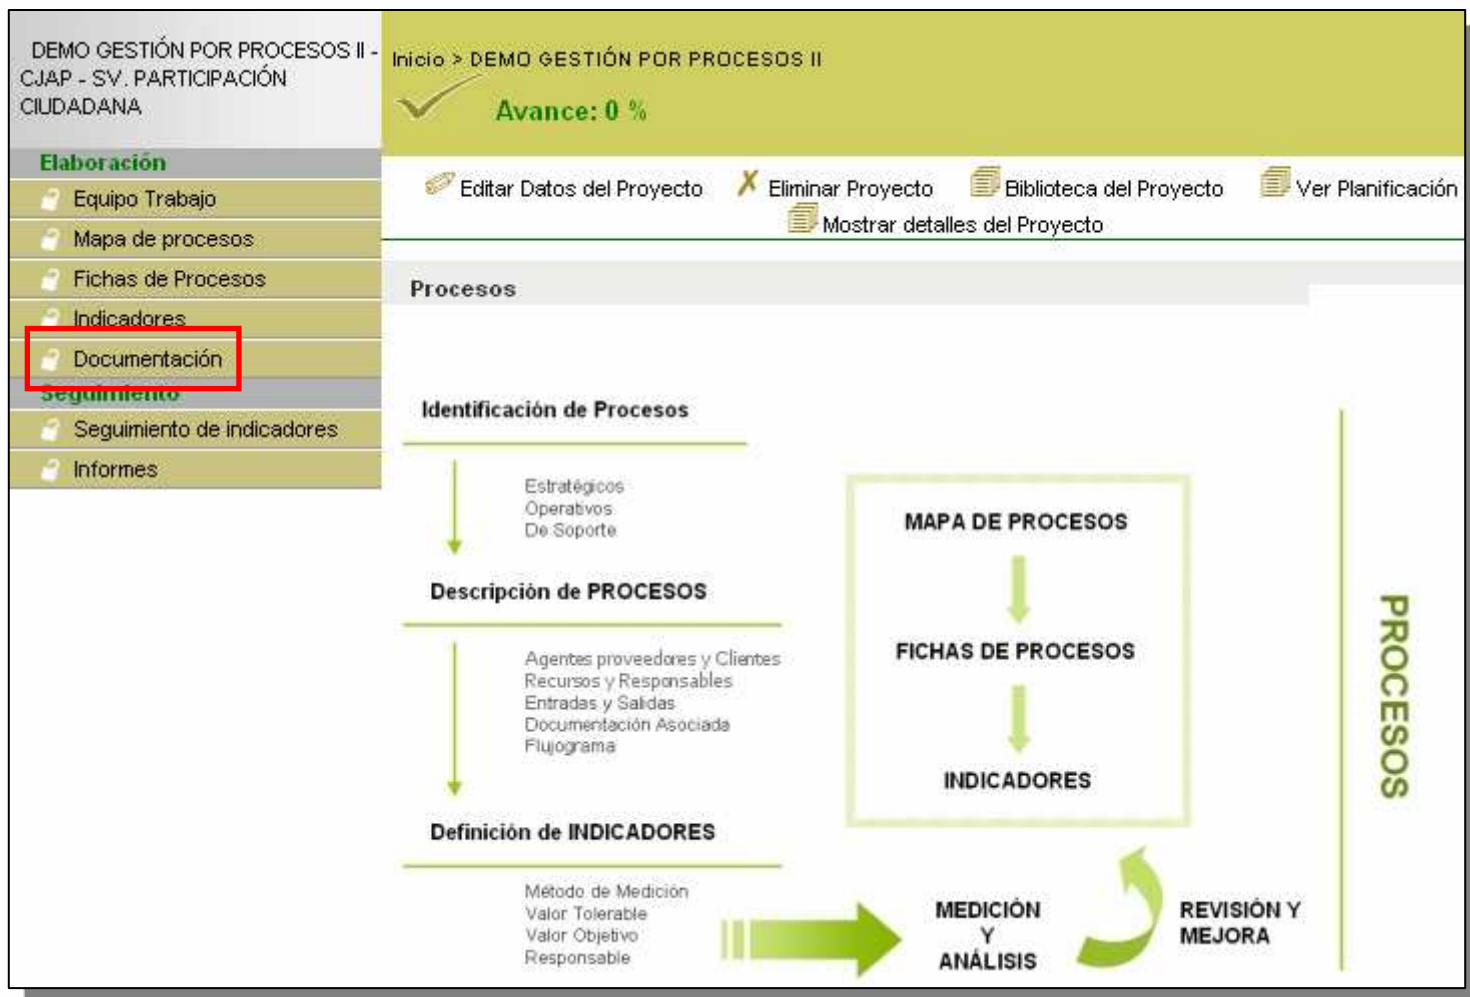 DEMO GESTIÓN POR PROCESOS II -
CJAP - SV. PARTICIPACIÓN
CIUDADANA
Inicio > DEMO GESTIÓN POR PROCESOS II
Avance: 0 %
Elaboración
Equipo Trabajo
Mapa de procesos
Fichas de Procesos
Indicadores
Documentación
Seguimiento
Seguimiento de indicadores
Informes
Editar Datos del Proyecto Eliminar Proyecto Biblioteca del Proyecto Ver Planificación
Mostrar detalles del Proyecto
Procesos
Identificación de Procesos
Estratégicos
Operativos
De Soporte
Descripción de PROCESOS
Agentes proveedores y Clientes
Recursos y Responsables
Entradas y Salidas
Documentación Asociada
Flujograma
Definición de INDICADORES
Método de Medición
Valor Tolerable
Valor Objetivo
Responsable
MAPA DE PROCESOS
FICHAS DE PROCESOS
INDICADORES
MEDICIÓN
Y
ANÁLISIS
REVISIÓN Y
MEJORA
PROCESOS